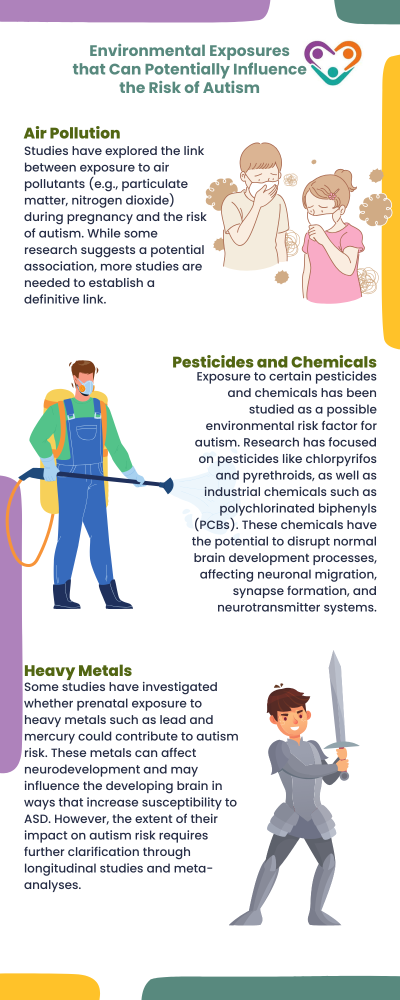 Environmental Exposures
that Can Potentially Influence
the Risk of Autism
Air Pollution
Studies have explored the link
between exposure to air
pollutants (e.g., particulate
matter, nitrogen dioxide)
during pregnancy and the risk
of autism. While some
research suggests a potential
association, more studies are
needed to establish a
definitive link.
Pesticides and Chemicals
Exposure to certain pesticides
and chemicals has been
studied as a possible
environmental risk factor for
autism. Research has focused
on pesticides like chlorpyrifos
and pyrethroids, as well as
industrial chemicals such as
polychlorinated biphenyls
(PCBs). These chemicals have
the potential to disrupt normal
brain development processes,
affecting neuronal migration,
synapse formation, and
neurotransmitter systems.
Heavy Metals
Some studies have investigated
whether prenatal exposure to
heavy metals such as lead and
mercury could contribute to autism
risk. These metals can affect
neurodevelopment and may
influence the developing brain in
ways that increase susceptibility to
ASD. However, the extent of their
impact on autism risk requires
further clarification through
longitudinal studies and meta-
analyses.